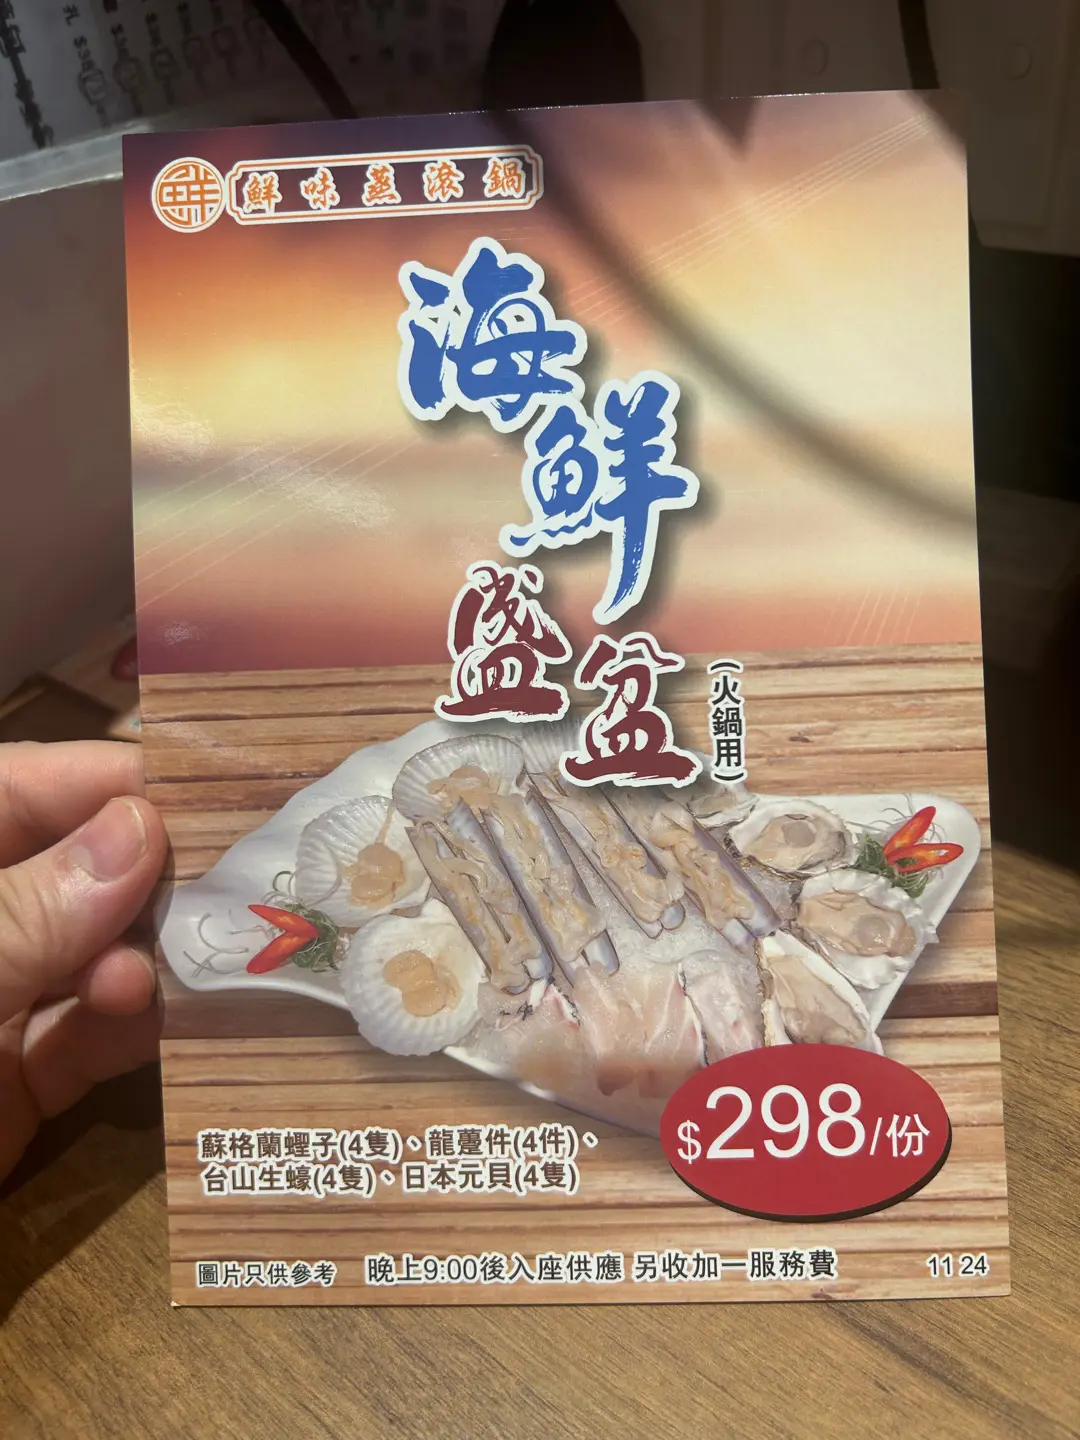 鮮味蒸滾鍋
海鮮
盛盆
(火鍋用)
$298/份
蘇格蘭蟶子(4隻)、龍躉件(4件)、
台山生蠔(4隻)、日本元貝(4隻)
圖片只供參考 晚上9:00後入座供應 另收加一服務費 11 24